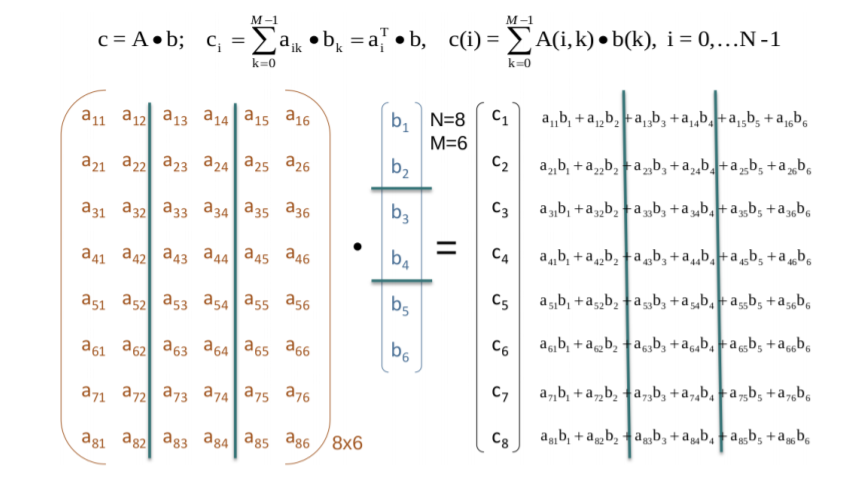 c = A • b; cᵢ = ∑_{k=0}^{M−1} aᵢₖ • bₖ = aᵢᵀ • b, c(i) = ∑_{k=0}^{M−1} A(i,k) • b(k), i = 0,…N -1
a₁₁ a₁₂ a₁₃ a₁₄ a₁₅ a₁₆ b₁ N=8 c₁ a₁₁b₁ + a₁₂b₂ + a₁₃b₃ + a₁₄b₄ + a₁₅b₅ + a₁₆b₆
M=6
a₂₁ a₂₂ a₂₃ a₂₄ a₂₅ a₂₆ b₂ c₂ a₂₁b₁ + a₂₂b₂ + a₂₃b₃ + a₂₄b₄ + a₂₅b₅ + a₂₆b₆
a₃₁ a₃₂ a₃₃ a₃₄ a₃₅ a₃₆ b₃ c₃ a₃₁b₁ + a₃₂b₂ + a₃₃b₃ + a₃₄b₄ + a₃₅b₅ + a₃₆b₆
a₄₁ a₄₂ a₄₃ a₄₄ a₄₅ a₄₆ • b₄ = c₄ a₄₁b₁ + a₄₂b₂ + a₄₃b₃ + a₄₄b₄ + a₄₅b₅ + a₄₆b₆
a₅₁ a₅₂ a₅₃ a₅₄ a₅₅ a₅₆ b₅ c₅ a₅₁b₁ + a₅₂b₂ + a₅₃b₃ + a₅₄b₄ + a₅₅b₅ + a₅₆b₆
a₆₁ a₆₂ a₆₃ a₆₄ a₆₅ a₆₆ b₆ c₆ a₆₁b₁ + a₆₂b₂ + a₆₃b₃ + a₆₄b₄ + a₆₅b₅ + a₆₆b₆
a₇₁ a₇₂ a₇₃ a₇₄ a₇₅ a₇₆ c₇ a₇₁b₁ + a₇₂b₂ + a₇₃b₃ + a₇₄b₄ + a₇₅b₅ + a₇₆b₆
a₈₁ a₈₂ a₈₃ a₈₄ a₈₅ a₈₆ 8x6 c₈ a₈₁b₁ + a₈₂b₂ + a₈₃b₃ + a₈₄b₄ + a₈₅b₅ + a₈₆b₆